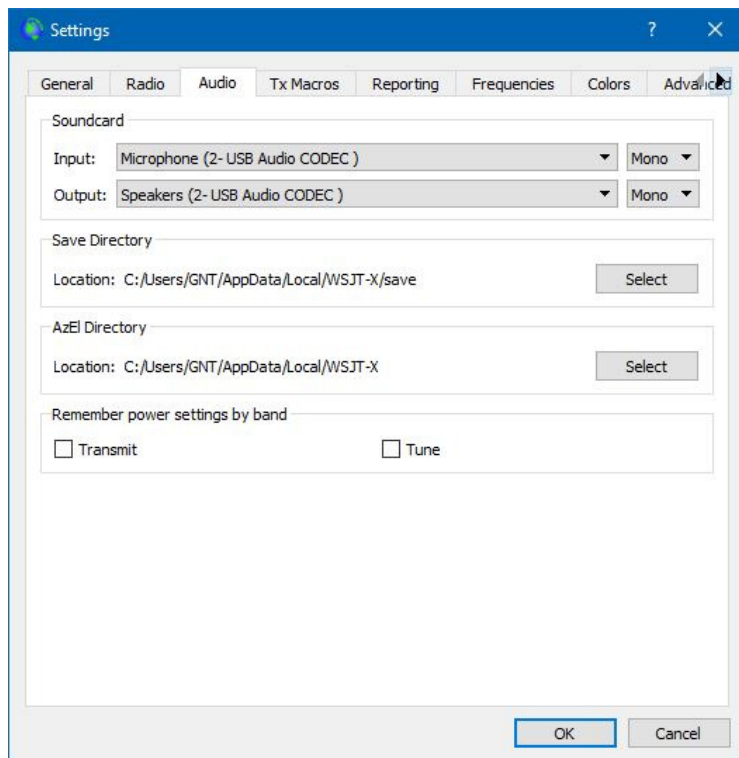 Settings ? ×
General Radio Audio Tx Macros Reporting Frequencies Colors Advanced
Soundcard
Input: Microphone (2- USB Audio CODEC ) Mono
Output: Speakers (2- USB Audio CODEC ) Mono
Save Directory
Location: C:/Users/GNT/AppData/Local/WSJT-X/save Select
AzEl Directory
Location: C:/Users/GNT/AppData/Local/WSJT-X Select
Remember power settings by band
Transmit Tune
OK Cancel